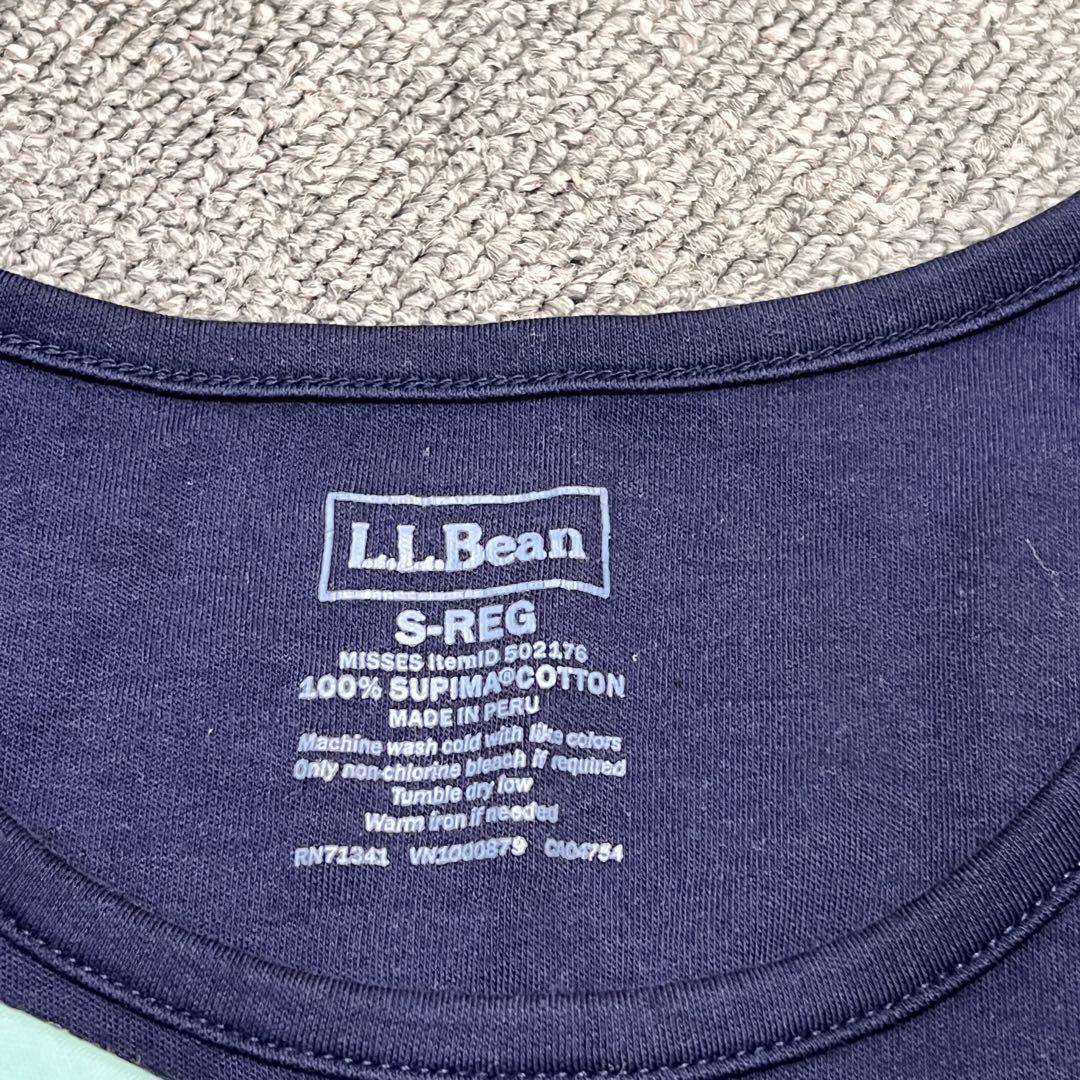 L.L.Bean
S-REG
MISSES ItemID 502176
100% SUPIMA®COTTON
MADE IN PERU
Machine wash cold with like colors
Only non-chlorine bleach if required
Tumble dry low
Warm iron if needed
RN71341 VN1000879 CA04754